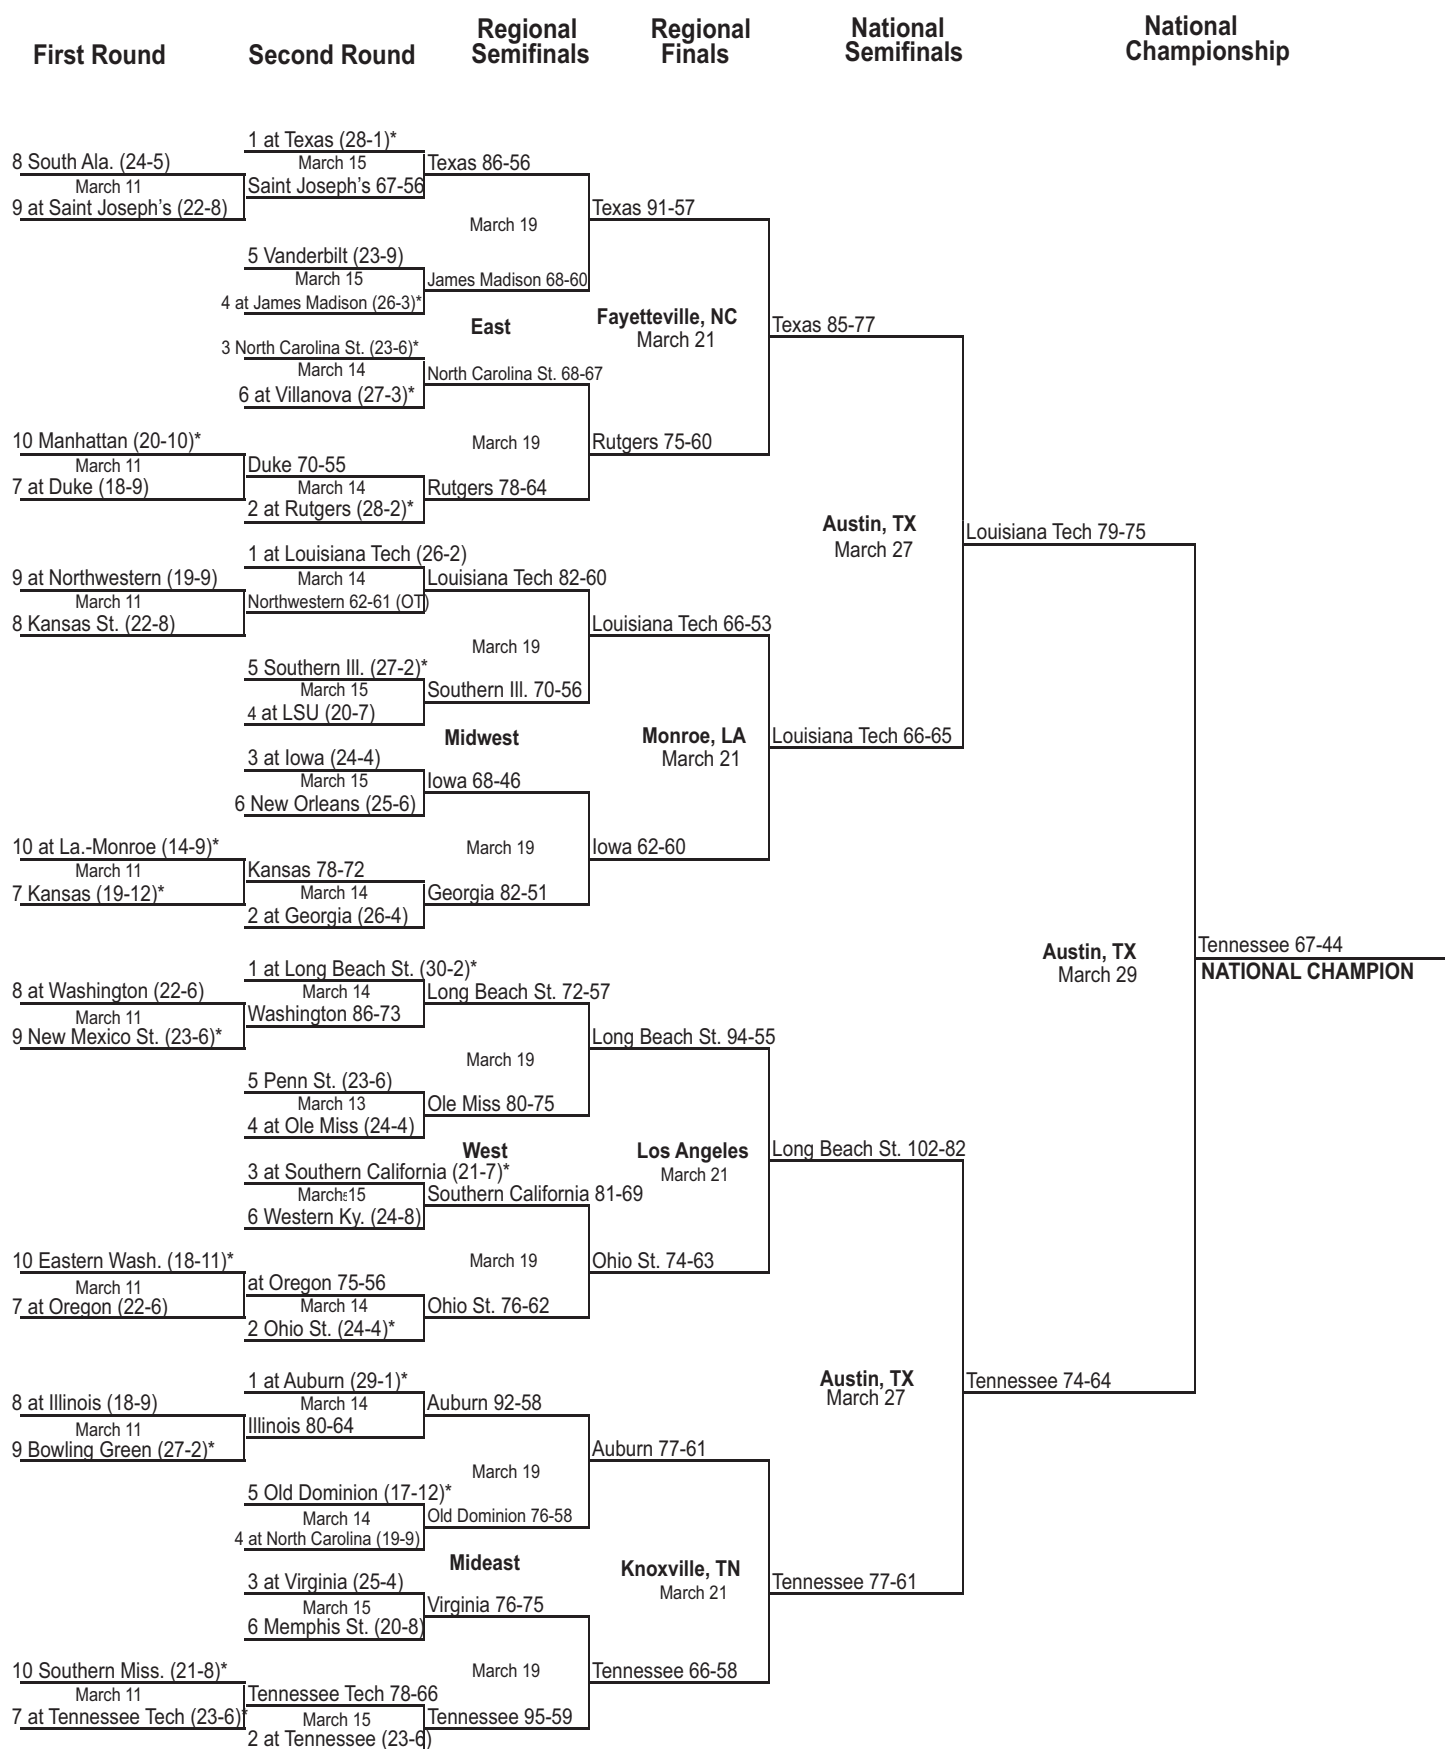 First Round
Second Round
Regional
Semifinals
Regional
Finals
National
Semifinals
National
Championship
1 at Texas (28-1)*
8 South Ala. (24-5)
March 15
Texas 86-56
March 11
Saint Joseph's 67-56
9 at Saint Joseph's (22-8)
Texas 91-57
March 19
5 Vanderbilt (23-9)
March 15
James Madison 68-60
4 at James Madison (26-3)*
East
Fayetteville, NC
March 21
Texas 85-77
3 North Carolina St. (23-6)*
March 14
North Carolina St. 68-67
6 at Villanova (27-3)*
10 Manhattan (20-10)*
March 19
Rutgers 75-60
March 11
Duke 70-55
7 at Duke (18-9)
March 14
Rutgers 78-64
2 at Rutgers (28-2)*
Austin, TX
March 27
Louisiana Tech 79-75
1 at Louisiana Tech (26-2)
9 at Northwestern (19-9)
March 14
Louisiana Tech 82-60
March 11
Northwestern 62-61 (OT)
8 Kansas St. (22-8)
Louisiana Tech 66-53
March 19
5 Southern Ill. (27-2)*
March 15
Southern Ill. 70-56
4 at LSU (20-7)
Midwest
Monroe, LA
March 21
Louisiana Tech 66-65
3 at Iowa (24-4)
March 15
Iowa 68-46
6 New Orleans (25-6)
10 at La.-Monroe (14-9)*
March 19
Iowa 62-60
March 11
Kansas 78-72
7 Kansas (19-12)*
March 14
Georgia 82-51
2 at Georgia (26-4)
Austin, TX
March 29
Tennessee 67-44
NATIONAL CHAMPION
1 at Long Beach St. (30-2)*
8 at Washington (22-6)
March 14
Long Beach St. 72-57
March 11
Washington 86-73
9 New Mexico St. (23-6)*
Long Beach St. 94-55
March 19
5 Penn St. (23-6)
March 13
Ole Miss 80-75
4 at Ole Miss (24-4)
West
Los Angeles
March 21
Long Beach St. 102-82
3 at Southern California (21-7)*
March 15
Southern California 81-69
6 Western Ky. (24-8)
10 Eastern Wash. (18-11)*
March 19
Ohio St. 74-63
March 11
at Oregon 75-56
7 at Oregon (22-6)
March 14
Ohio St. 76-62
2 Ohio St. (24-4)*
Austin, TX
March 27
Tennessee 74-64
1 at Auburn (29-1)*
8 at Illinois (18-9)
March 14
Auburn 92-58
March 11
Illinois 80-64
9 Bowling Green (27-2)*
Auburn 77-61
March 19
5 Old Dominion (17-12)*
March 14
Old Dominion 76-58
4 at North Carolina (19-9)
Mideast
Knoxville, TN
March 21
Tennessee 77-61
3 at Virginia (25-4)
March 15
Virginia 76-75
6 Memphis St. (20-8)
10 Southern Miss. (21-8)*
March 19
Tennessee 66-58
March 11
Tennessee Tech 78-66
7 at Tennessee Tech (23-6)*
March 15
Tennessee 95-59
2 at Tennessee (23-6)